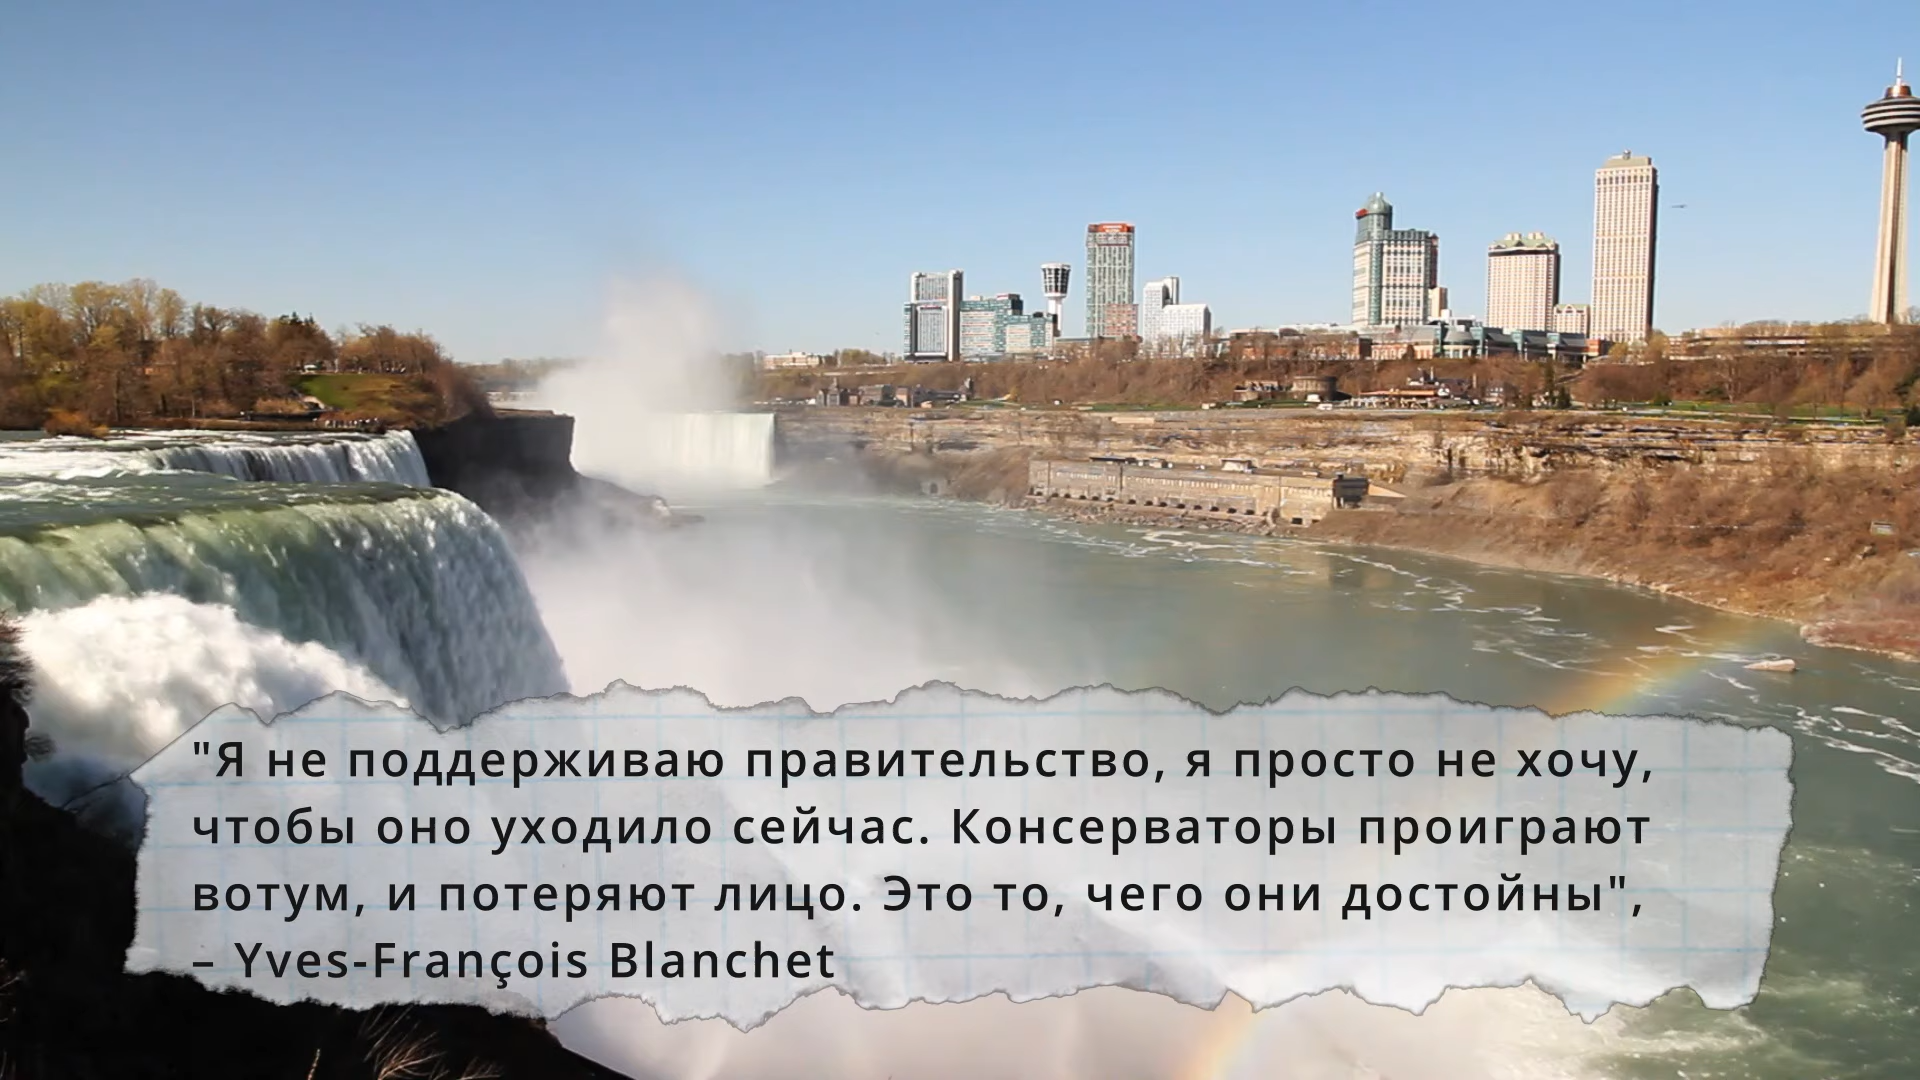 "Я не поддерживаю правительство, я просто не хочу,
чтобы оно уходило сейчас. Консерваторы проиграют
вотум, и потеряют лицо. Это то, чего они достойны",
– Yves-François Blanchet